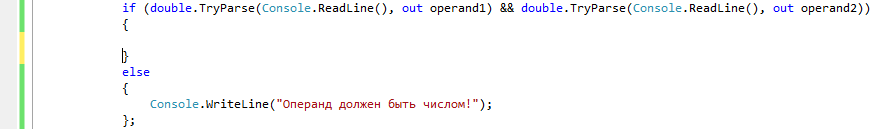 if (double.TryParse(Console.ReadLine(), out operand1) && double.TryParse(Console.ReadLine(), out operand2))
{
}
else
{
Console.WriteLine("Операнд должен быть числом!");
};